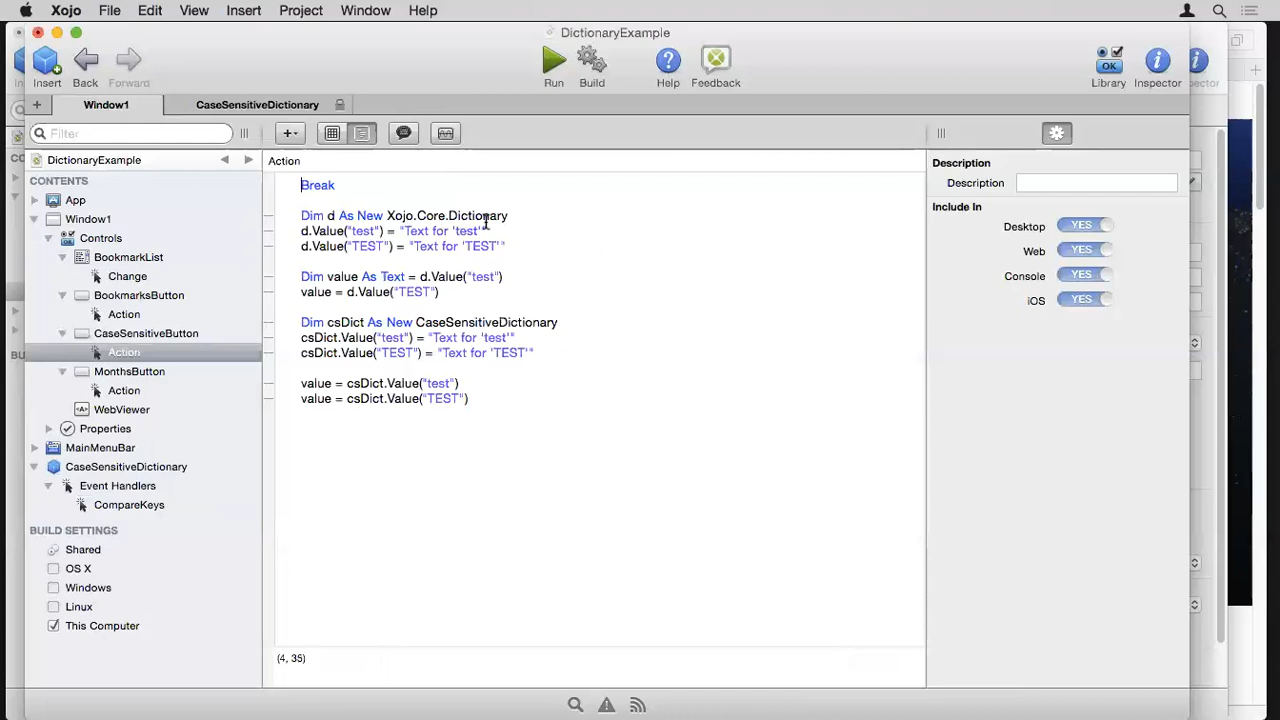 Xojo File Edit View Insert Project Window Help
DictionaryExample
Insert Back Forward Run Build Help Feedback Library Inspector
OK
Window1 CaseSensitiveDictionary
Filter
DictionaryExample
CONTENTS
App
Window1
Controls
BookmarkList
Change
BookmarksButton
Action
CaseSensitiveButton
Action
MonthsButton
Action
WebViewer
Properties
MainMenuBar
CaseSensitiveDictionary
Event Handlers
CompareKeys
BUILD SETTINGS
Shared
OS X
Windows
Linux
This Computer
Action
Break
Dim d As New Xojo.Core.Dictionary
d.Value("test") = "Text for 'test'"
d.Value("TEST") = "Text for 'TEST'"
Dim value As Text = d.Value("test")
value = d.Value("TEST")
Dim csDict As New CaseSensitiveDictionary
csDict.Value("test") = "Text for 'test'"
csDict.Value("TEST") = "Text for 'TEST'"
value = csDict.Value("test")
value = csDict.Value("TEST")
(4, 35)
Description
Description
Include In
Desktop YES
Web YES
Console YES
iOS YES